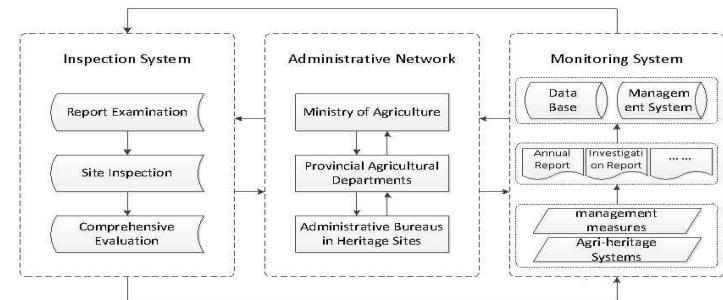 Inspection System
Report Examination
Site Inspection
Comprehensive
Evaluation
Administrative Network
Ministry of Agriculture
Provincial Agricultural
Departments
Administrative Bureaus
in Heritage Sites
Monitoring System
Data
Base
Managem
ent System
Annual
Report
Investigati
on Report
... ...
management
measures
Agri-heritage
Systems